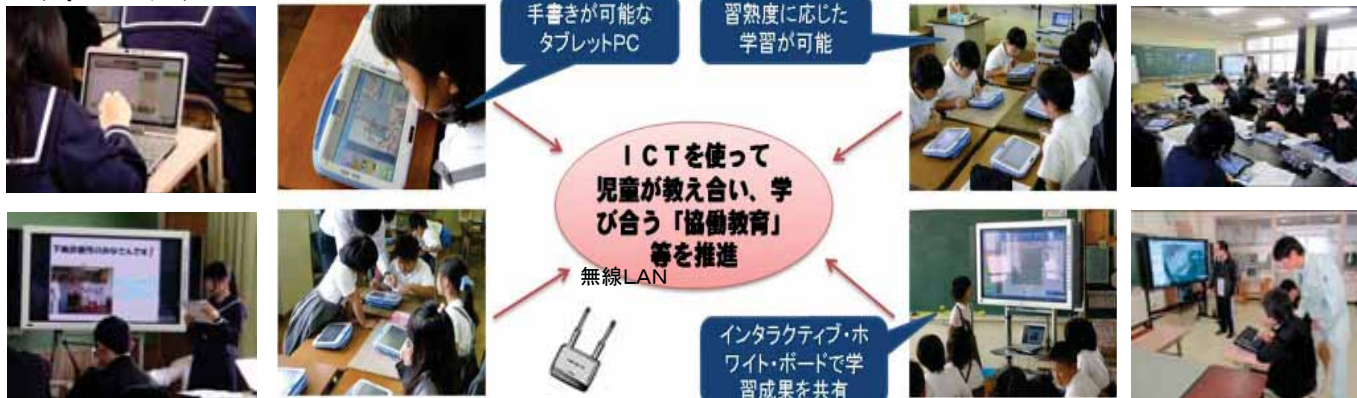 手書きが可能な
タブレットPC
習熟度に応じた
学習が可能
ICTを使って
児童が教え合い、学
び合う「協働教育」
等を推進
無線LAN
インタラクティブ・ホ
ワイト・ボードで学
習成果を共有